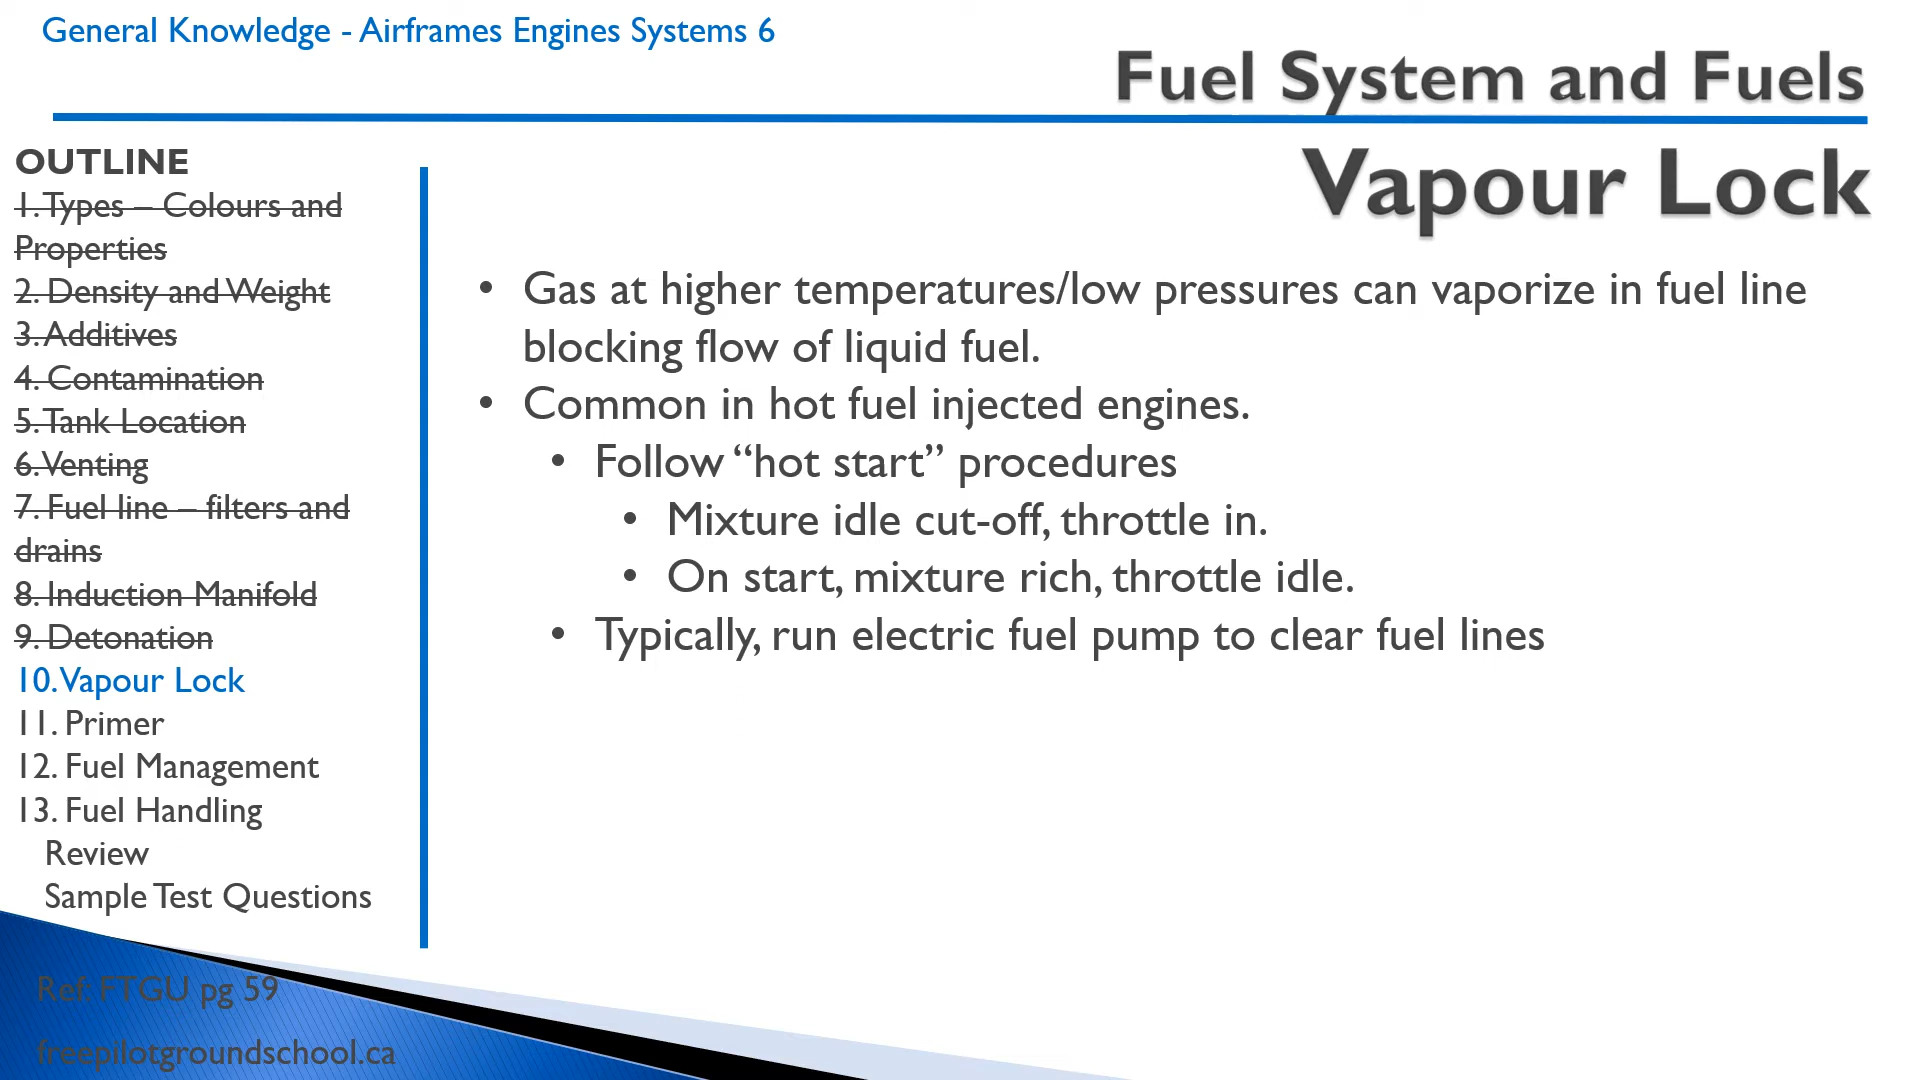 General Knowledge - Airframes Engines Systems 6
Fuel System and Fuels
Vapour Lock
OUTLINE
1. Types – Colours and
Properties
2. Density and Weight
3. Additives
4. Contamination
5. Tank Location
6. Venting
7. Fuel line – filters and
drains
8. Induction Manifold
9. Detonation
10. Vapour Lock
11. Primer
12. Fuel Management
13. Fuel Handling
Review
Sample Test Questions
• Gas at higher temperatures/low pressures can vaporize in fuel line
blocking flow of liquid fuel.
• Common in hot fuel injected engines.
• Follow “hot start” procedures
• Mixture idle cut-off, throttle in.
• On start, mixture rich, throttle idle.
• Typically, run electric fuel pump to clear fuel lines
Ref: FTGU pg 59
freepilotgroundschool.ca